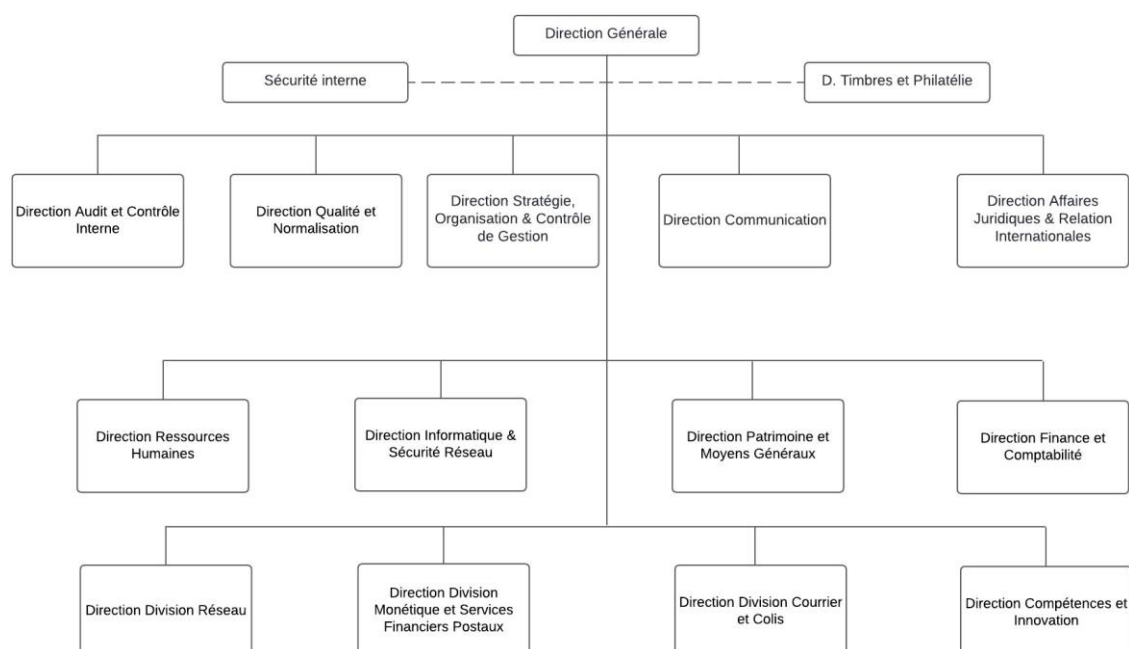 Direction Générale
Sécurité interne
D. Timbres et Philatélie
Direction Audit et Contrôle
Interne
Direction Qualité et
Normalisation
Direction Stratégie,
Organisation & Contrôle
de Gestion
Direction Communication
Direction Affaires
Juridiques & Relation
Internationales
Direction Ressources
Humaines
Direction Informatique &
Sécurité Réseau
Direction Patrimoine et
Moyens Généraux
Direction Finance et
Comptabilité
Direction Division Réseau
Direction Division
Monétique et Services
Financiers Postaux
Direction Division Courrier
et Colis
Direction Compétences et
Innovation